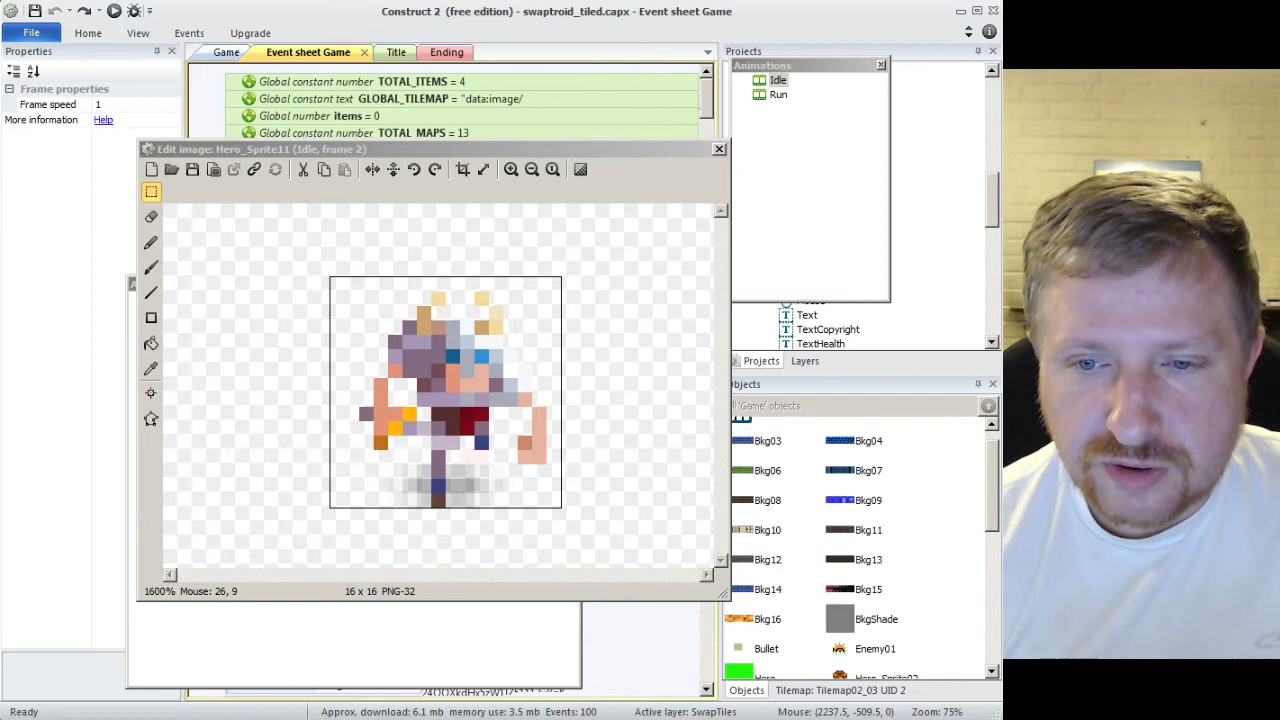 Construct 2 (free edition) - swaptroid_tiled.capx - Event sheet Game
File
Home
View
Events
Upgrade
Properties
Frame properties
Frame speed 1
More information Help
Game
Event sheet Game
Title
Ending
Global constant number TOTAL_ITEMS = 4
Global constant text GLOBAL_TILEMAP = "data:image/
Global number items = 0
Global constant number TOTAL_MAPS = 13
Edit image: Hero_Sprite11 (Idle, frame 2)
1600% Mouse: 26, 9
16 x 16 PNG-32
Projects
Animations
Idle
Run
Text
TextCopyright
TextHealth
Projects
Layers
Objects
'Game' objects
Bkg03
Bkg04
Bkg06
Bkg07
Bkg08
Bkg09
Bkg10
Bkg11
Bkg12
Bkg13
Bkg14
Bkg15
Bkg16
BkgShade
Bullet
Enemy01
Hero
Hero_Sprite02
Objects
Tilemap: Tilemap02_03 UID 2
Ready
Approx. download: 6.1 mb
memory use: 3.5 mb
Events: 100
Active layer: SwapTiles
Mouse: (2237.5, -509.5, 0)
Zoom: 75%